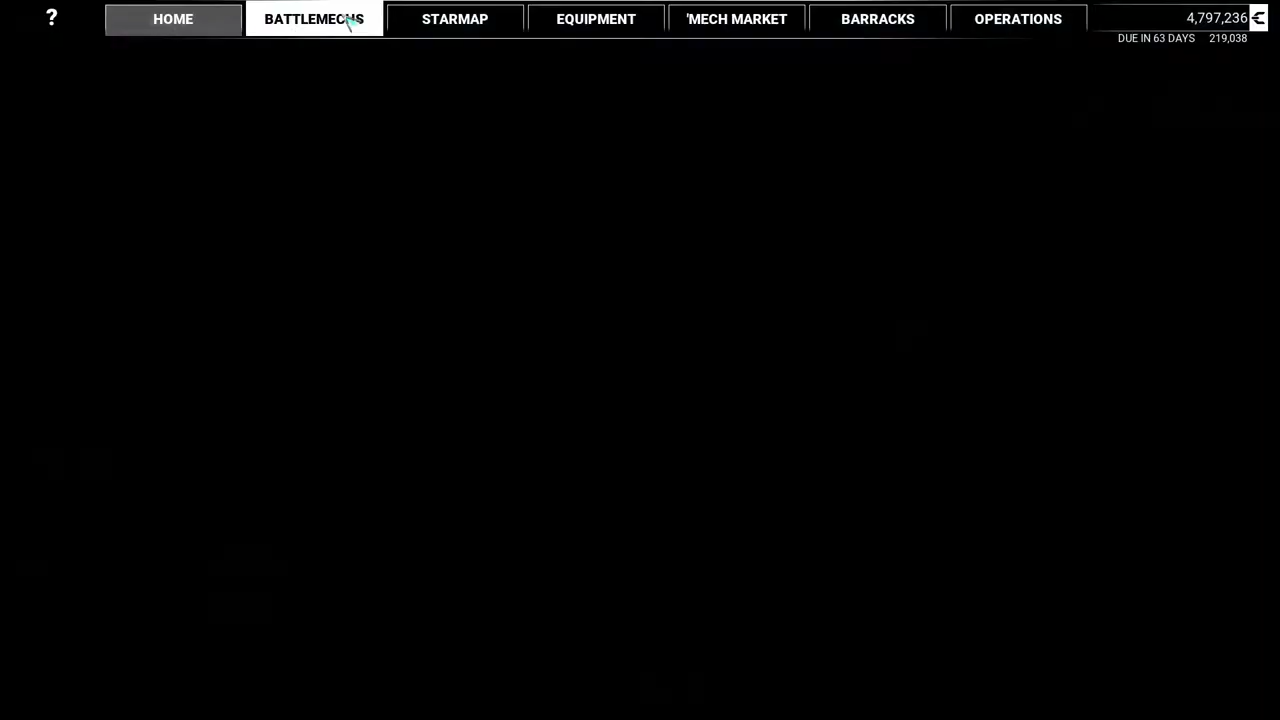 ?
HOME
BATTLEMECHS
STARMAP
EQUIPMENT
'MECH MARKET
BARRACKS
OPERATIONS
4,797,236
DUE IN 63 DAYS 219,038